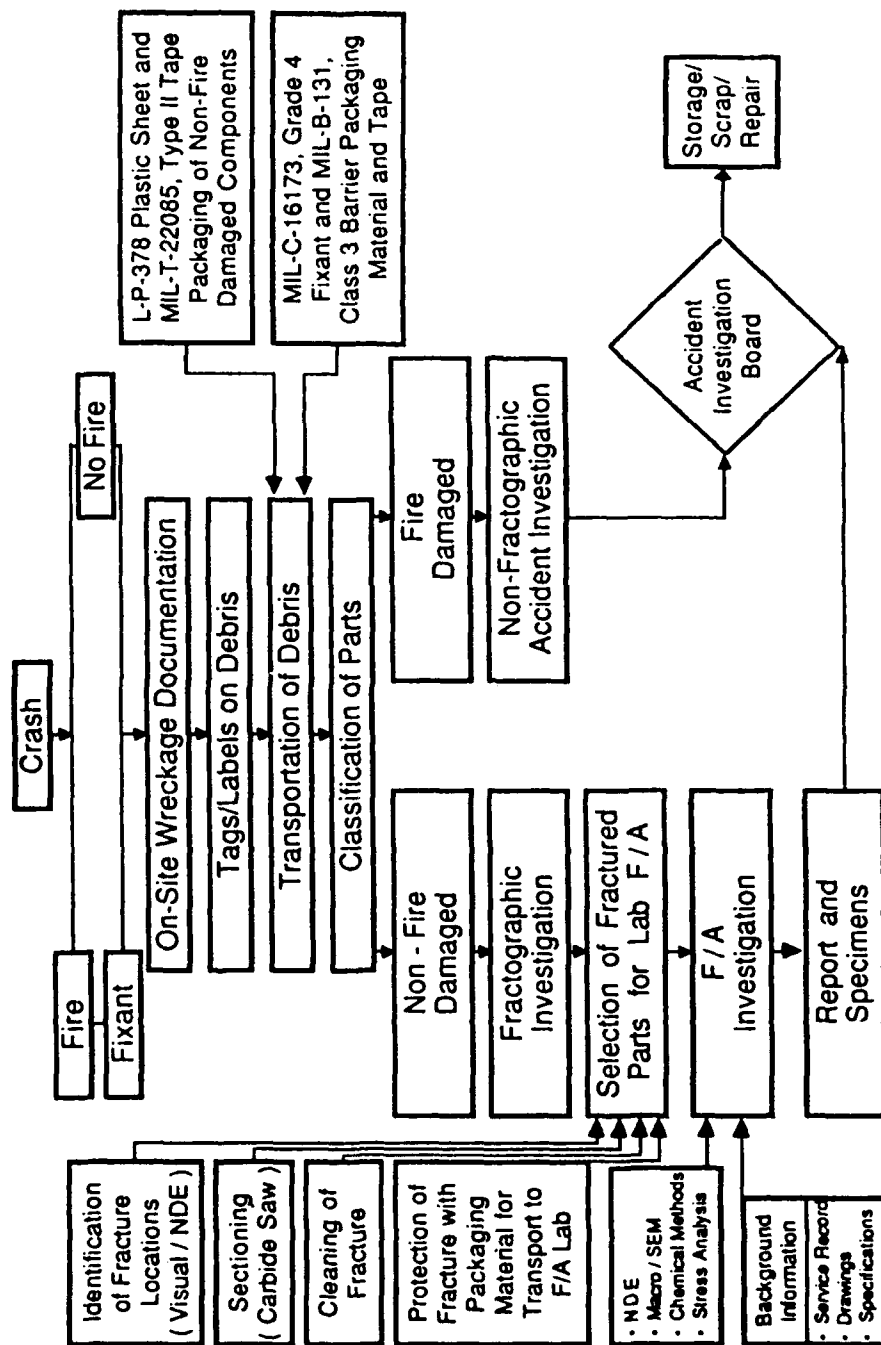 Crash
Fire
No Fire
Fixant
On-Site Wreckage Documentation
Tags/Labels on Debris
Transportation of Debris
Classification of Parts
L-P-378 Plastic Sheet and
MIL-T-22085, Type II Tape
Packaging of Non-Fire
Damaged Components
MIL-C-16173, Grade 4
Fixant and MIL-B-131,
Class 3 Barrier Packaging
Material and Tape
Non - Fire
Damaged
Fire
Damaged
Fractographic
Investigation
Non-Fractographic
Accident Investigation
Identification
of Fracture
Locations
( Visual / NDE )
Sectioning
( Carbide Saw )
Cleaning of
Fracture
Protection of
Fracture with
Packaging
Material for
Transport to
F/A Lab
Selection of Fractured
Parts for Lab F / A
• NDE
• Macro / SEM
• Chemical Methods
• Stress Analysis
F / A
Investigation
Background
Information
• Service Record
• Drawings
• Specifications
Report and
Specimens
Accident
Investigation
Board
Storage/
Scrap/
Repair